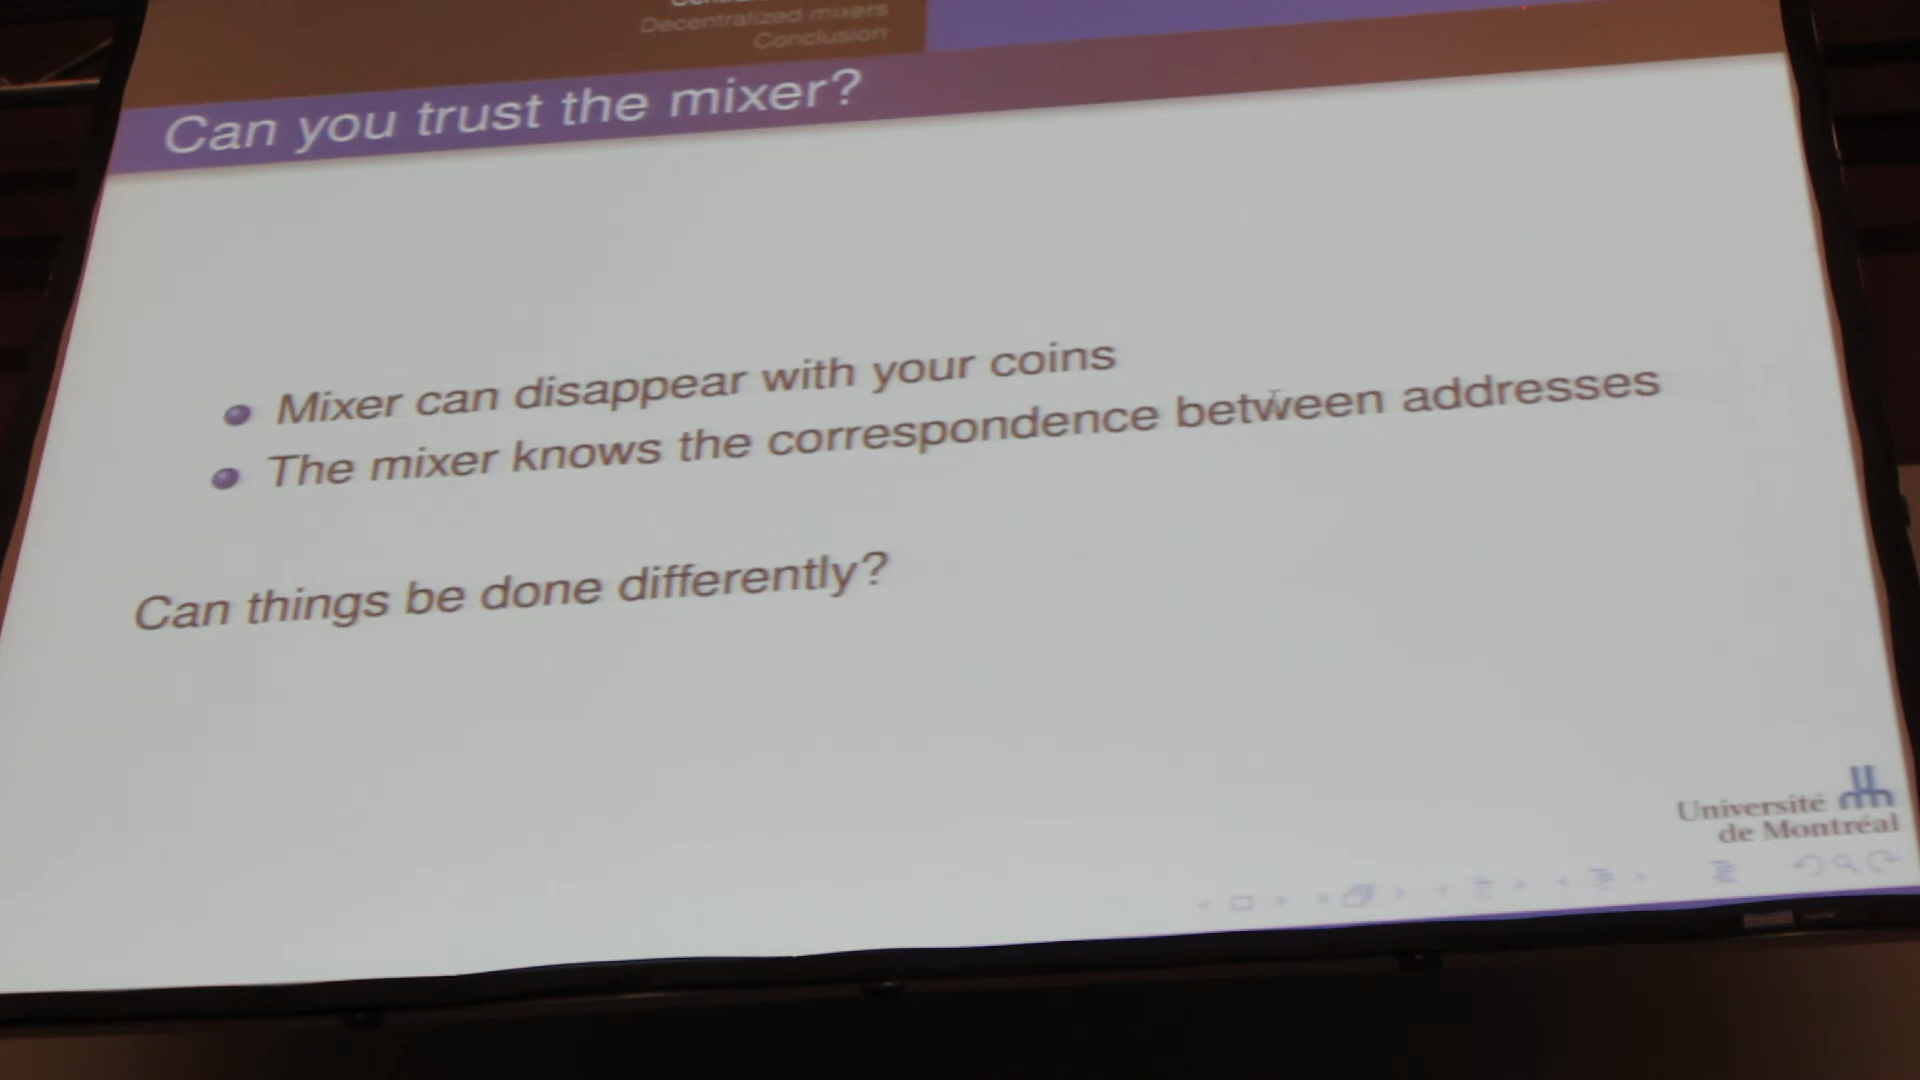 Decentralized mixers
Conclusion
Can you trust the mixer?
Mixer can disappear with your coins
The mixer knows the correspondence between addresses
Can things be done differently?
Université
de Montréal